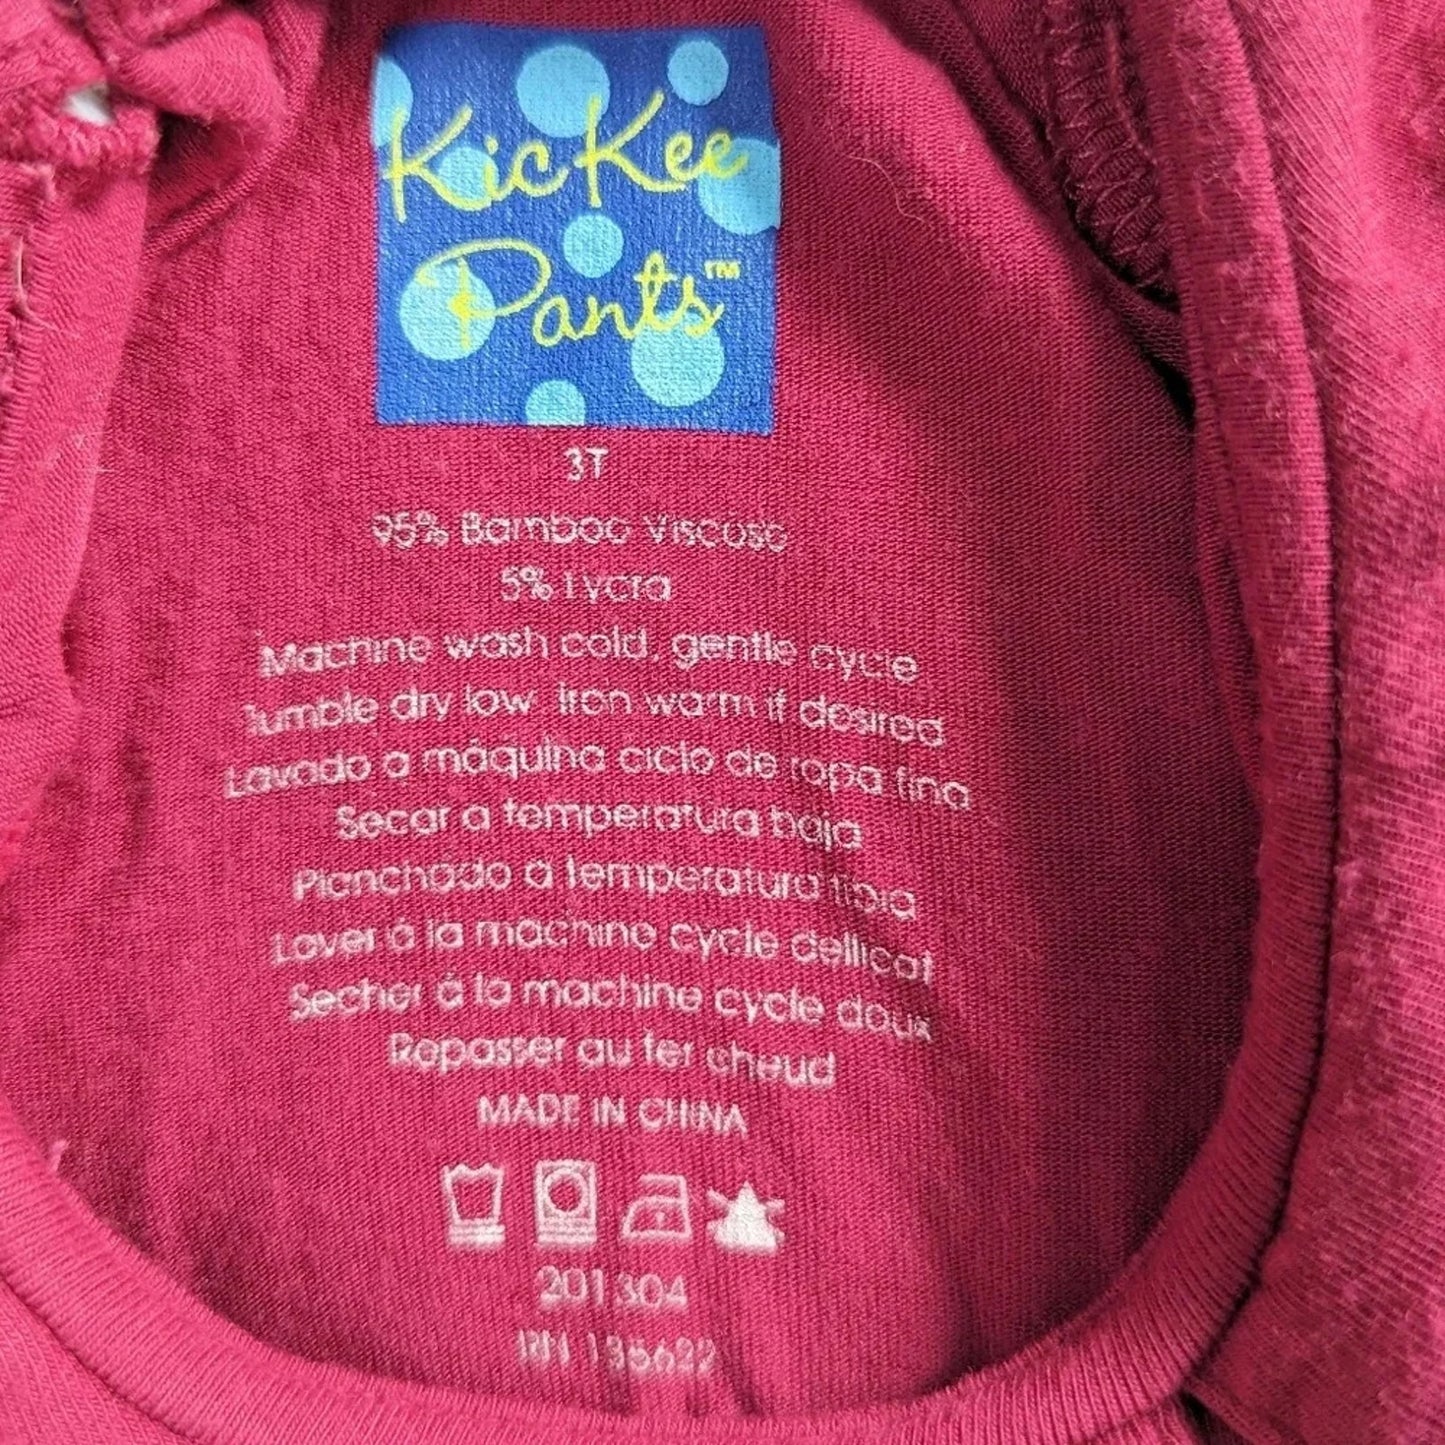 KicKee
Pants™
3T
95% Bamboo Viscose
5% Lycra
Machine wash cold, gentle cycle
Tumble dry low Iron warm if desired
Lavado a máquina ciclo de ropa fina
Secar a temperatura baja
Planchado a temperatura tibia
Laver á la machine cycle dellicat
Secher á la machine cycle doux
Repasser au fer cheud
MADE IN CHINA
201304
RN 135622